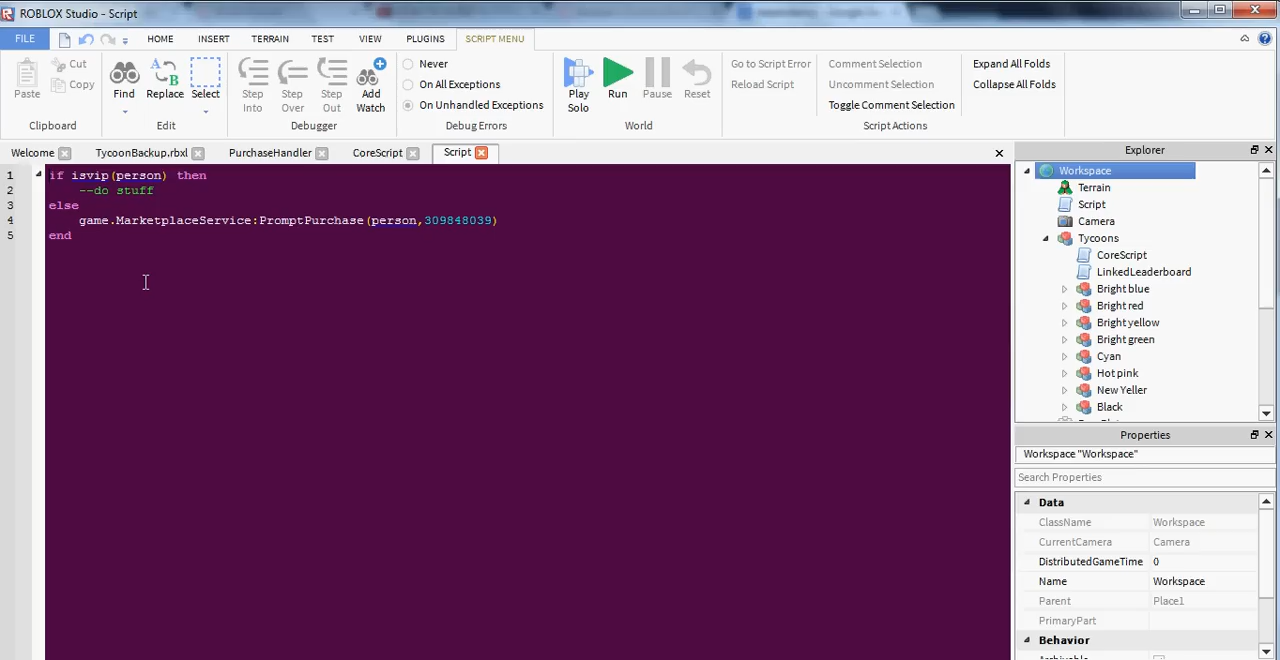 ROBLOX Studio - Script
FILE HOME INSERT TERRAIN TEST VIEW PLUGINS SCRIPT MENU
Paste
Cut
Copy
Clipboard
Find
Replace
Select
Edit
Step Into
Step Over
Step Out
Add Watch
Debugger
Never
On All Exceptions
On Unhandled Exceptions
Debug Errors
Play Solo
Run
Pause
Reset
World
Go to Script Error
Reload Script
Comment Selection
Uncomment Selection
Toggle Comment Selection
Script Actions
Expand All Folds
Collapse All Folds
Welcome TycoonBackup.rbxl PurchaseHandler CoreScript Script
1 if isvip(person) then
2 --do stuff
3 else
4 game.MarketplaceService:PromptPurchase(person,309848039)
5 end
Explorer
Workspace
Terrain
Script
Camera
Tycoons
CoreScript
LinkedLeaderboard
Bright blue
Bright red
Bright yellow
Bright green
Cyan
Hot pink
New Yeller
Black
Properties
Workspace "Workspace"
Search Properties
Data
ClassName Workspace
CurrentCamera Camera
DistributedGameTime 0
Name Workspace
Parent Place1
PrimaryPart
Behavior